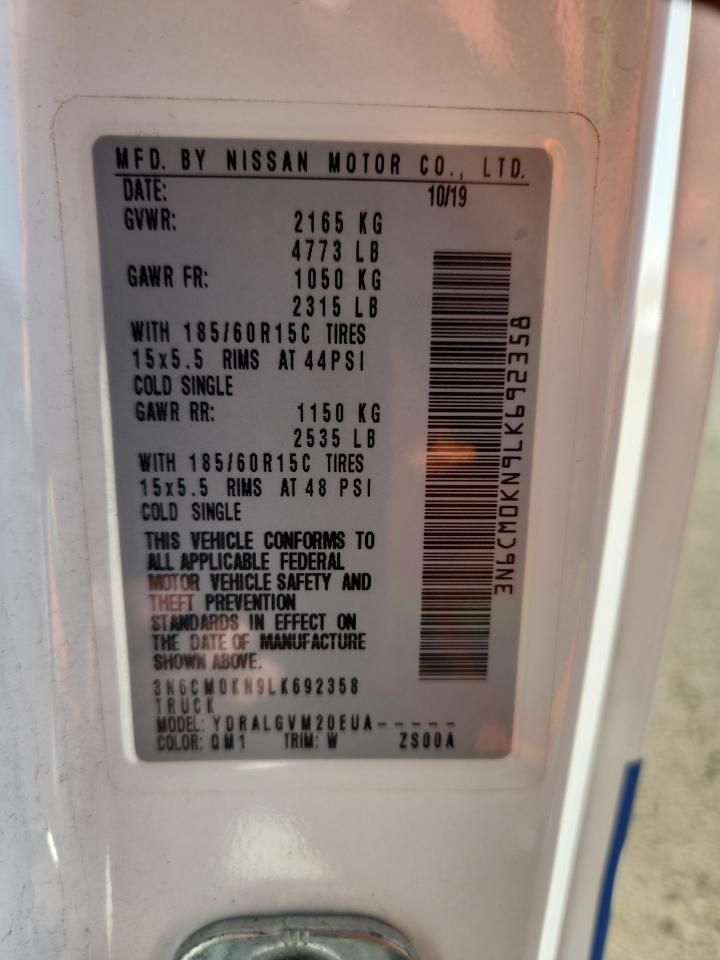 MFD. BY NISSAN MOTOR CO., LTD.
DATE: 10/19
GVWR: 2165 KG
4773 LB
GAWR FR: 1050 KG
2315 LB
WITH 185/60R15C TIRES
15x5.5 RIMS AT 44PSI
COLD SINGLE
GAWR RR: 1150 KG
2535 LB
WITH 185/60R15C TIRES
15x5.5 RIMS AT 48 PSI
COLD SINGLE
THIS VEHICLE CONFORMS TO
ALL APPLICABLE FEDERAL
MOTOR VEHICLE SAFETY AND
THEFT PREVENTION
STANDARDS IN EFFECT ON
THE DATE OF MANUFACTURE
SHOWN ABOVE.
3N6CM0KN9LK692358
TRUCK
MODEL: YDRALGVM20EUA-----
COLOR: QM1 TRIM: W ZS00A
3N6CM0KN9LK692358